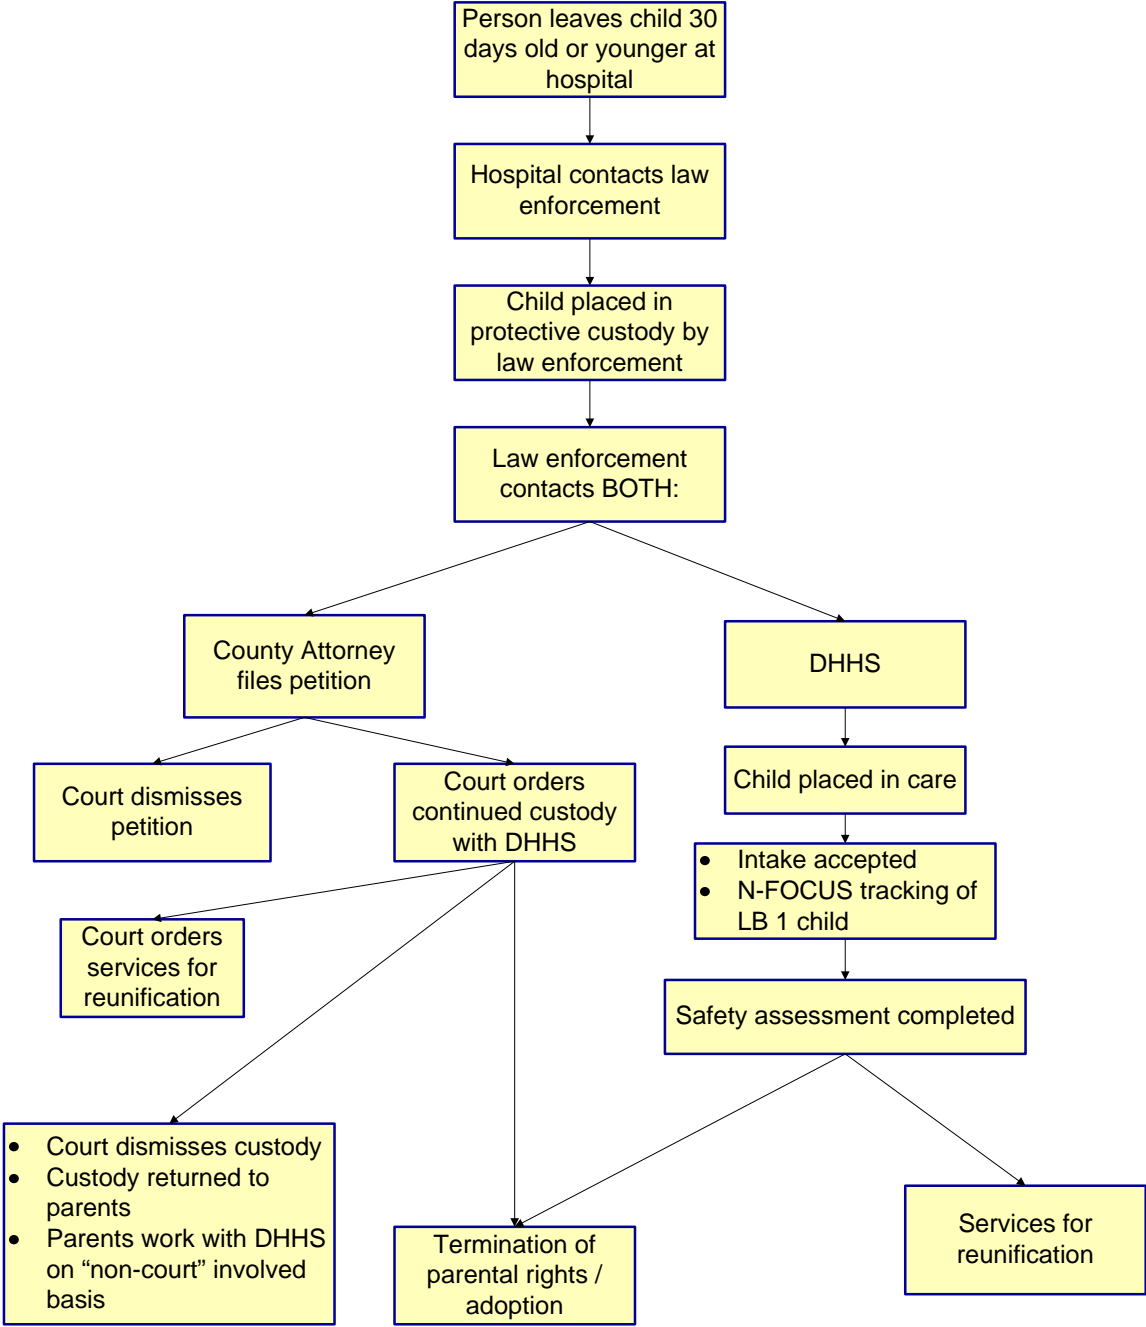 Person leaves child 30
days old or younger at
hospital
Hospital contacts law
enforcement
Child placed in
protective custody by
law enforcement
Law enforcement
contacts BOTH:
County Attorney
files petition
DHHS
Court dismisses
petition
Court orders
continued custody
with DHHS
Child placed in care
• Intake accepted
• N-FOCUS tracking of
LB 1 child
Court orders
services for
reunification
Safety assessment completed
• Court dismisses custody
• Custody returned to
parents
• Parents work with DHHS
on “non-court” involved
basis
Termination of
parental rights /
adoption
Services for
reunification